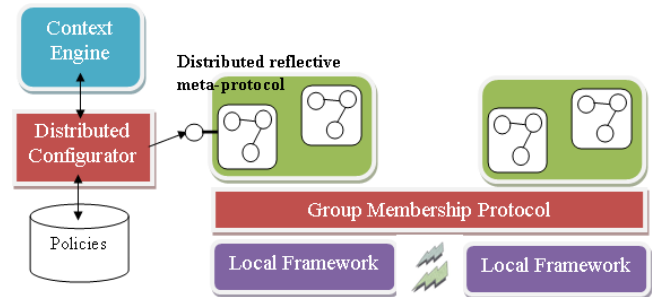 Context
Engine
Distributed reflective
meta-protocol
Distributed
Configurator
Policies
Group Membership Protocol
Local Framework
Local Framework